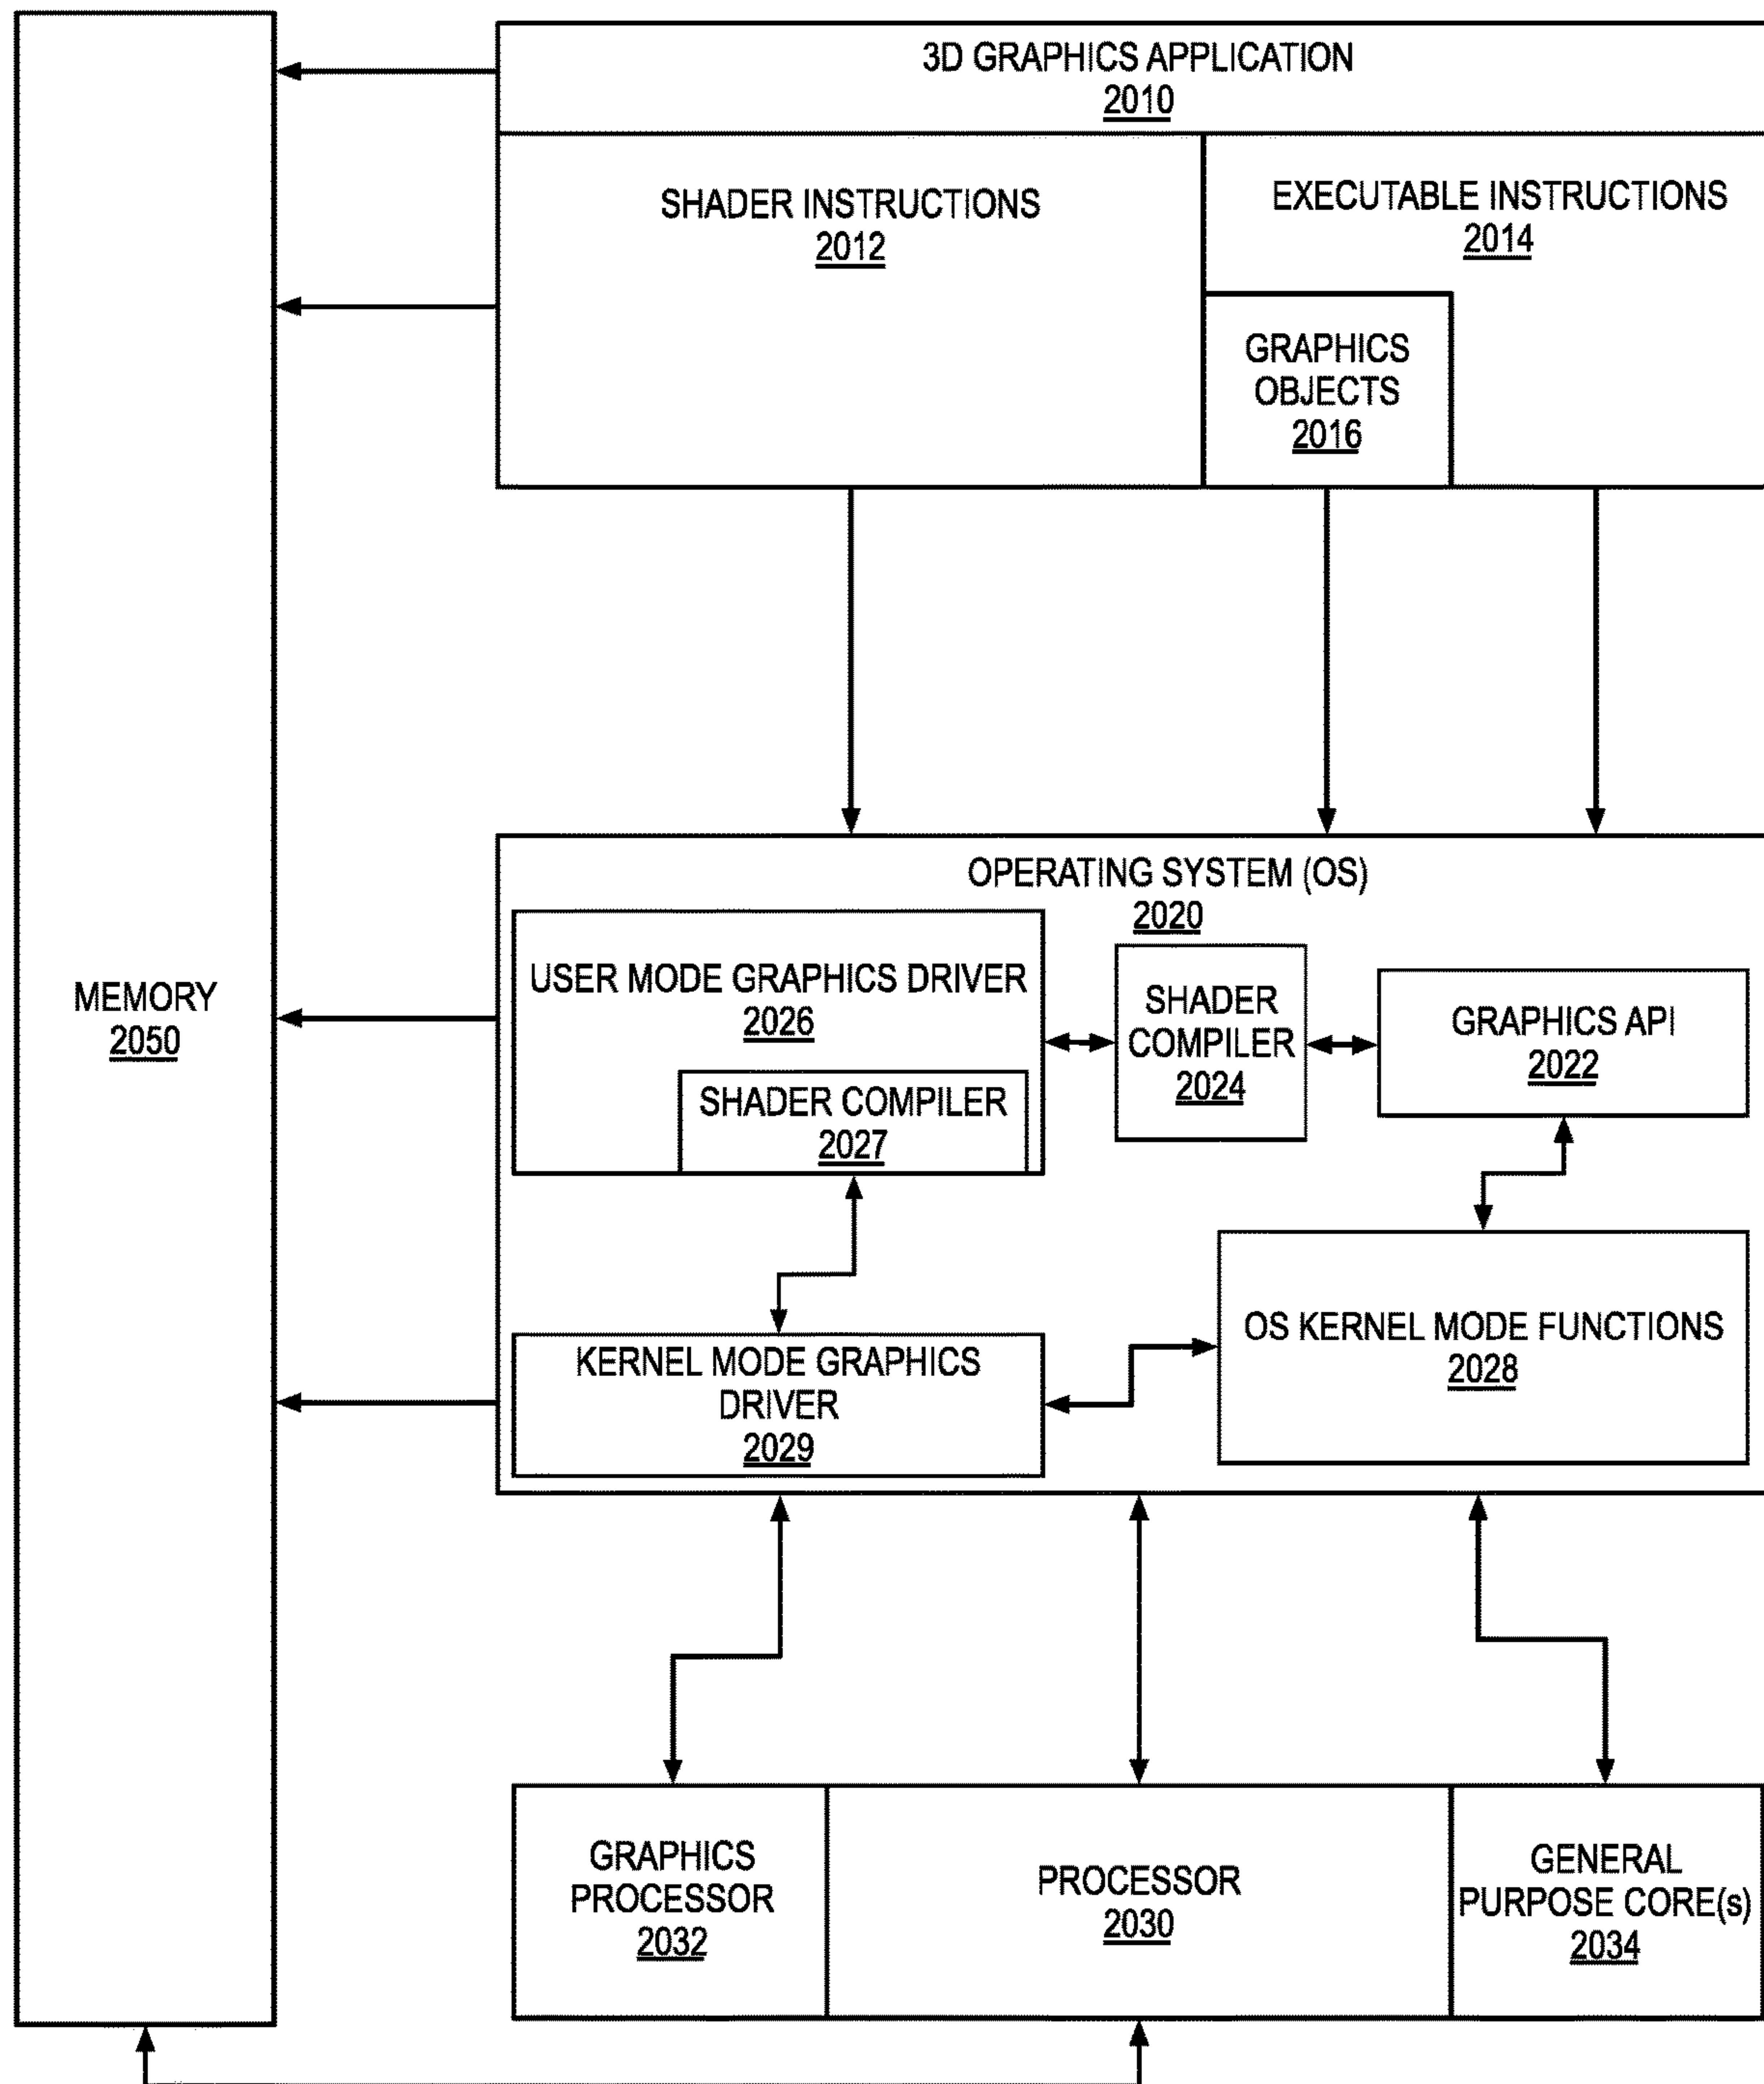 3D GRAPHICS APPLICATION
2010
SHADER INSTRUCTIONS
2012
EXECUTABLE INSTRUCTIONS
2014
GRAPHICS
OBJECTS
2016
MEMORY
2050
OPERATING SYSTEM (OS)
2020
USER MODE GRAPHICS DRIVER
2026
SHADER COMPILER
2027
SHADER
COMPILER
2024
GRAPHICS API
2022
KERNEL MODE GRAPHICS
DRIVER
2029
OS KERNEL MODE FUNCTIONS
2028
GRAPHICS
PROCESSOR
2032
PROCESSOR
2030
GENERAL
PURPOSE CORE(s)
2034